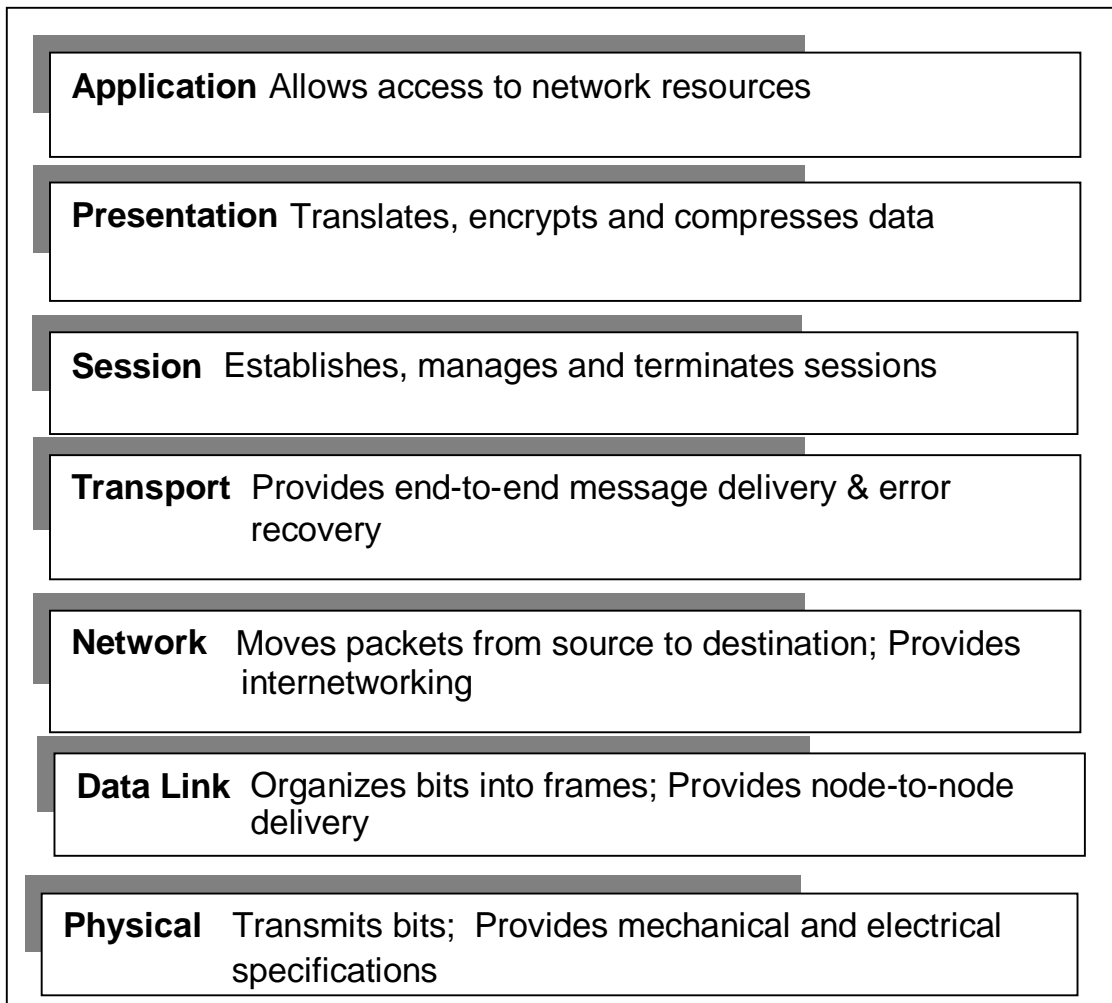 Application Allows access to network resources
Presentation Translates, encrypts and compresses data
Session Establishes, manages and terminates sessions
Transport Provides end-to-end message delivery & error
recovery
Network Moves packets from source to destination; Provides
internetworking
Data Link Organizes bits into frames; Provides node-to-node
delivery
Physical Transmits bits; Provides mechanical and electrical
specifications